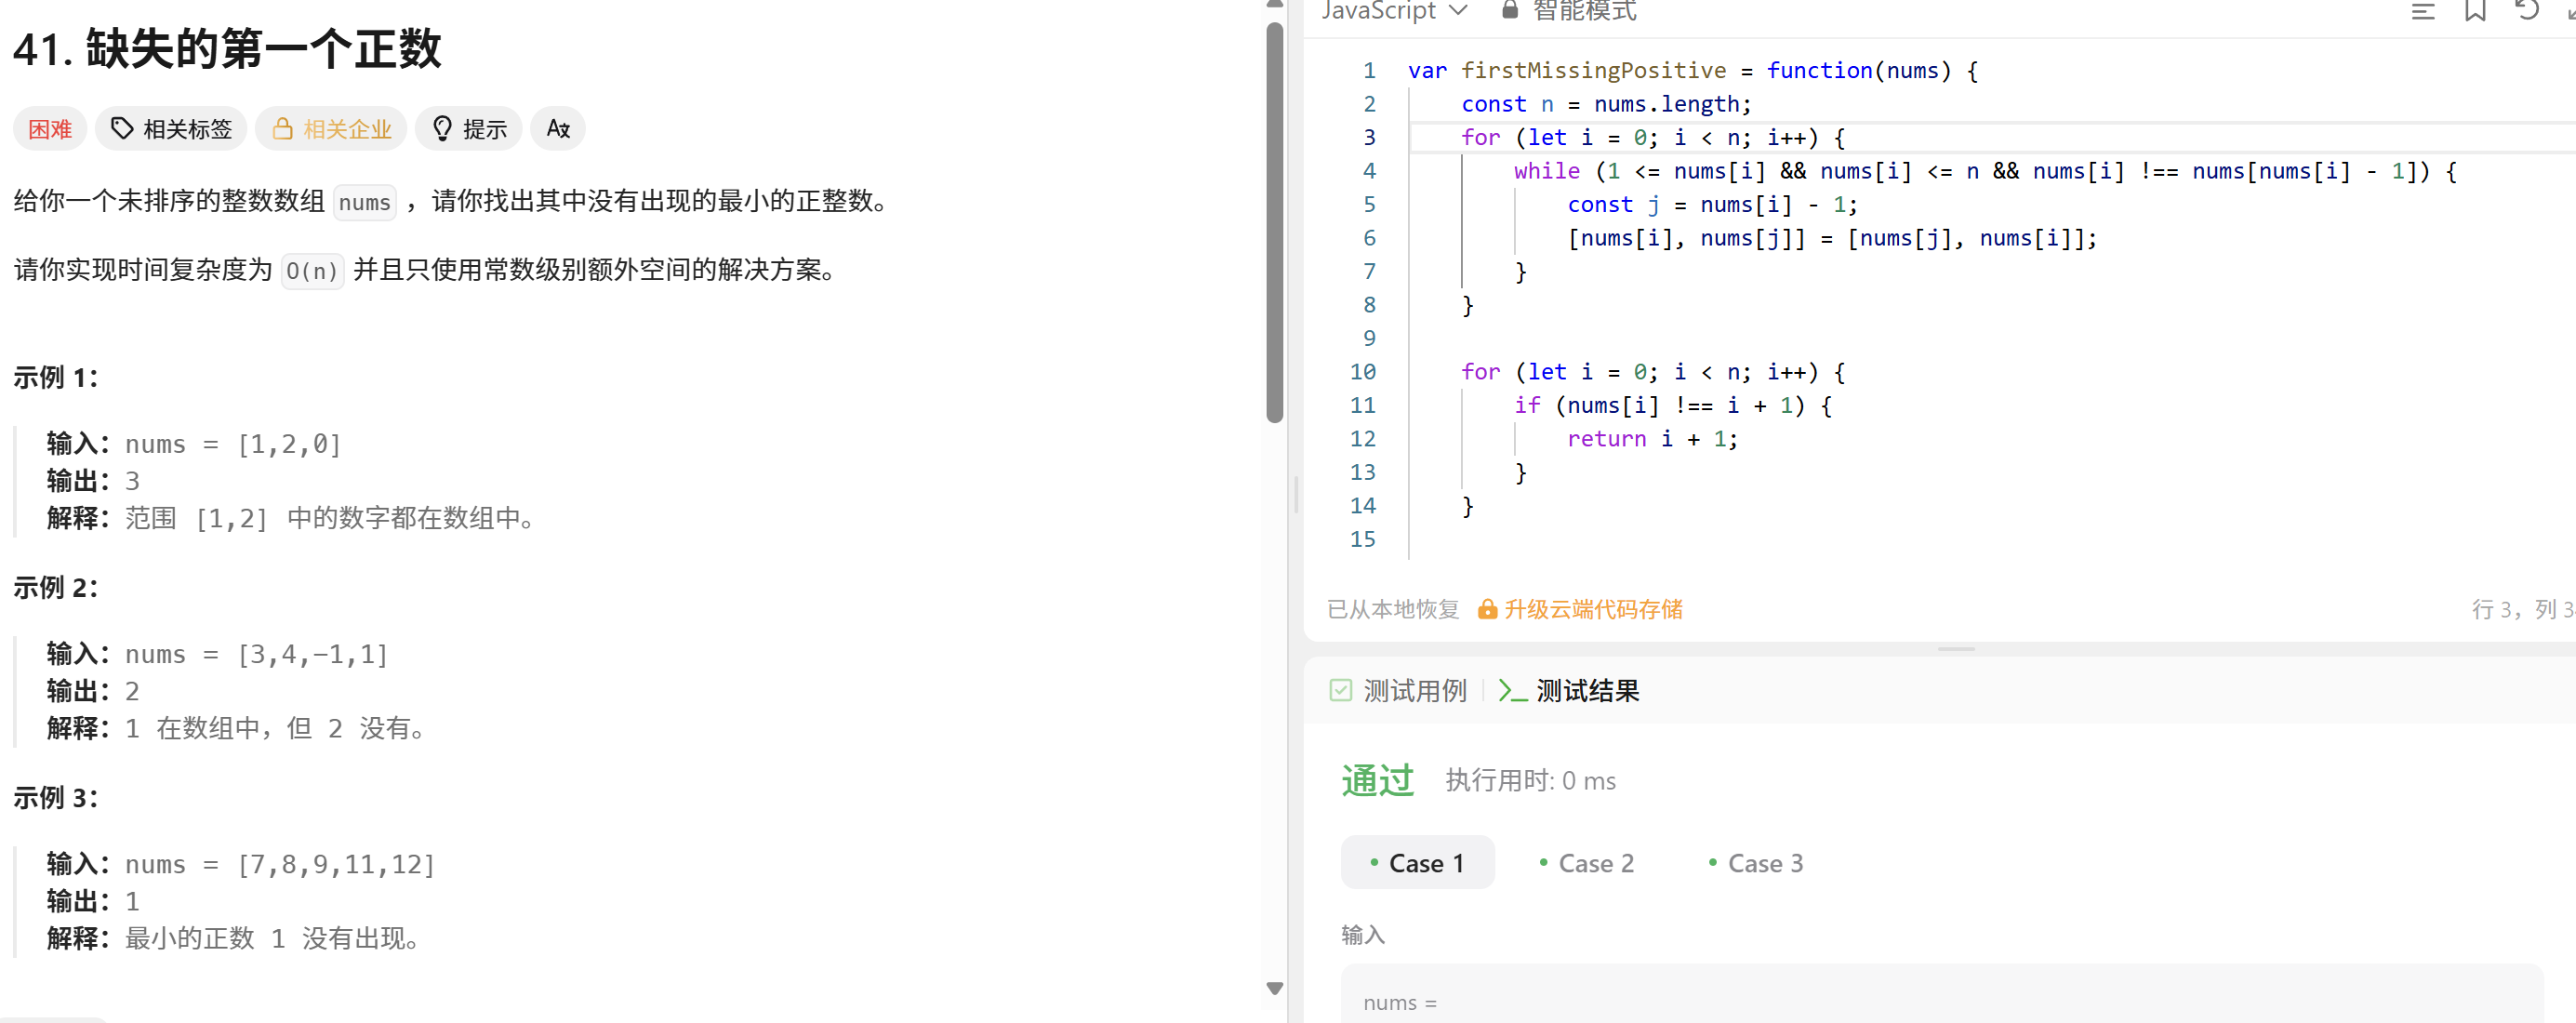 41. 缺失的第一个正数
困难 相关标签 相关企业 提示
给你一个未排序的整数数组 nums ，请你找出其中没有出现的最小的正整数。
请你实现时间复杂度为 O(n) 并且只使用常数级别额外空间的解决方案。
示例 1：
输入：nums = [1,2,0]
输出：3
解释：范围 [1,2] 中的数字都在数组中。
示例 2：
输入：nums = [3,4,-1,1]
输出：2
解释：1 在数组中，但 2 没有。
示例 3：
输入：nums = [7,8,9,11,12]
输出：1
解释：最小的正数 1 没有出现。
JavaScript 智能模式
1 var firstMissingPositive = function(nums) {
2     const n = nums.length;
3     for (let i = 0; i < n; i++) {
4         while (1 <= nums[i] && nums[i] <= n && nums[i] !== nums[nums[i] - 1]) {
5             const j = nums[i] - 1;
6             [nums[i], nums[j]] = [nums[j], nums[i]];
7         }
8     }
9
10     for (let i = 0; i < n; i++) {
11         if (nums[i] !== i + 1) {
12             return i + 1;
13         }
14     }
15
已从本地恢复 升级云端代码存储 行 3，列 3
测试用例 测试结果
通过 执行用时: 0 ms
Case 1 Case 2 Case 3
输入
nums =